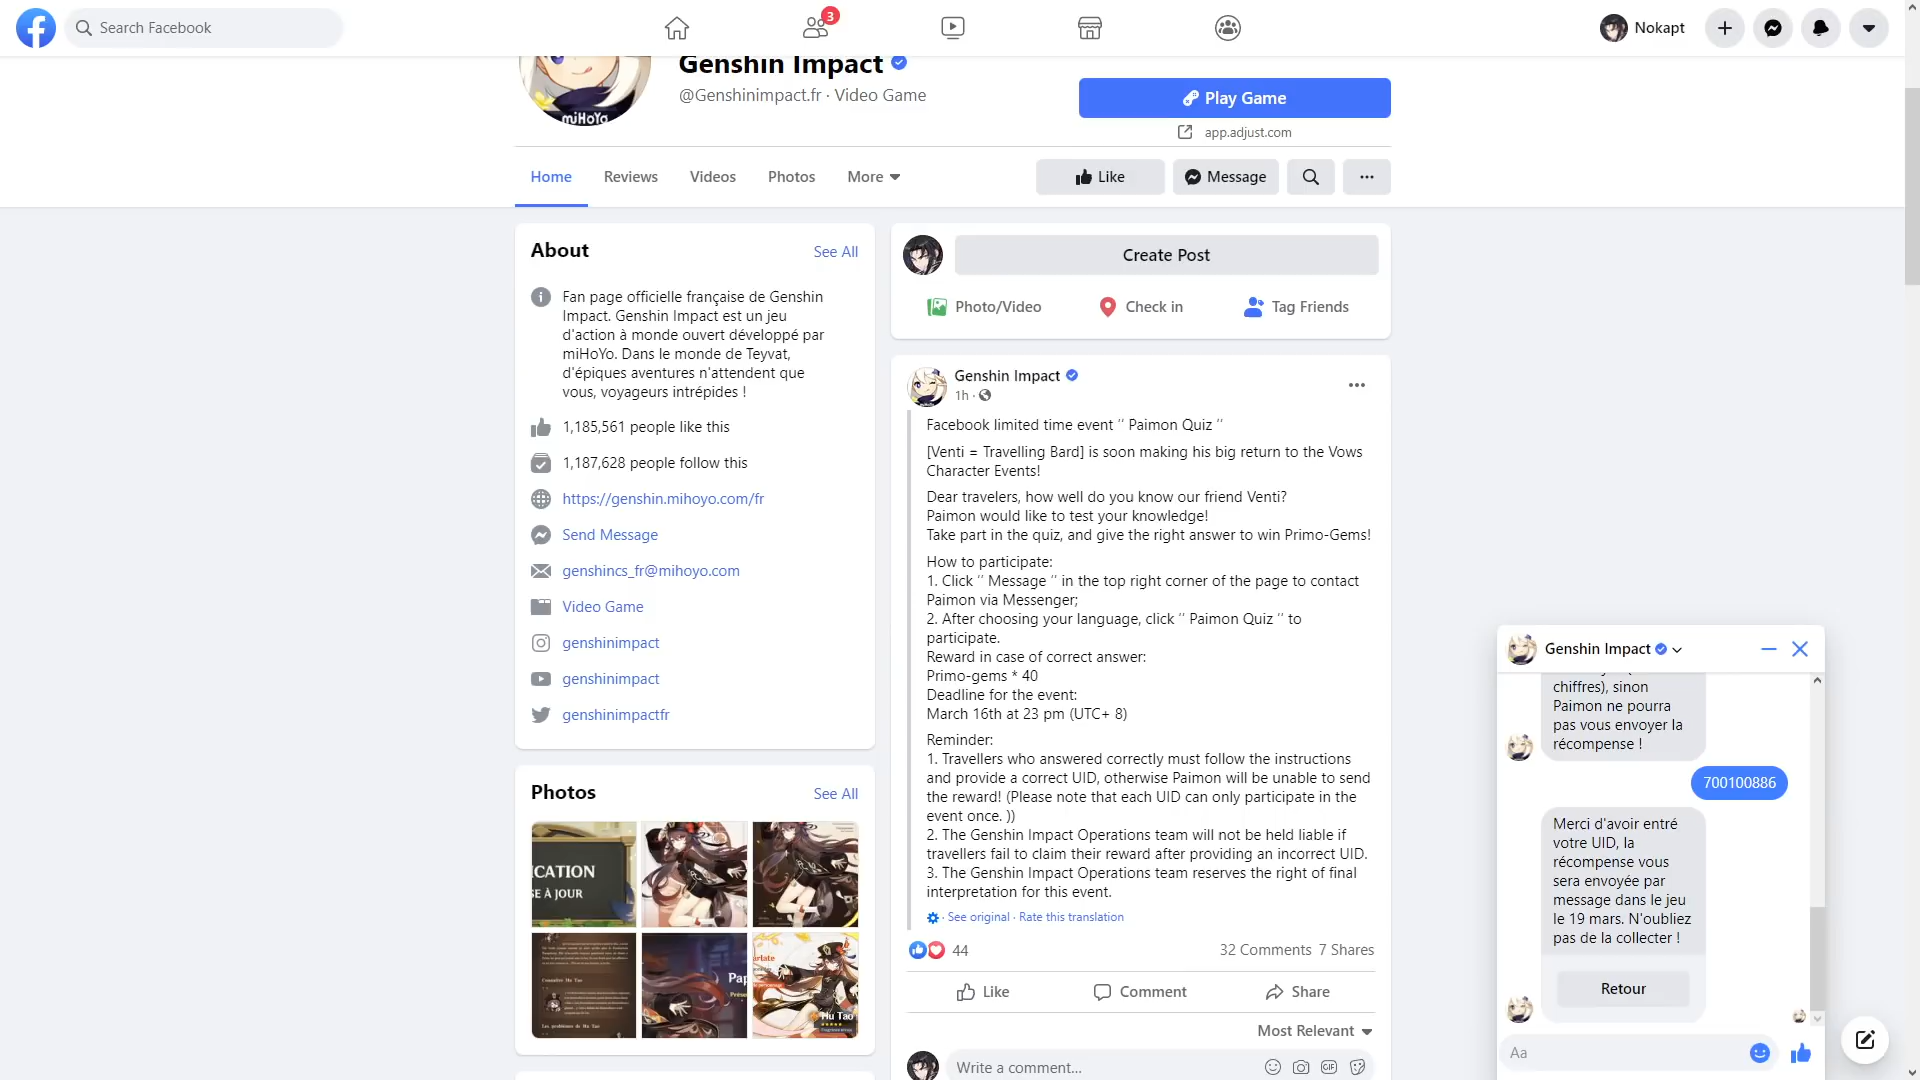 Search Facebook
3
Nokapt
Genshin Impact
@Genshinimpact.fr · Video Game
miHoYo
Play Game
app.adjust.com
Home
Reviews
Videos
Photos
More
Like
Message
About
See All
Fan page officielle française de Genshin
Impact. Genshin Impact est un jeu
d'action à monde ouvert développé par
miHoYo. Dans le monde de Teyvat,
d'épiques aventures n'attendent que
vous, voyageurs intrépides !
1,185,561 people like this
1,187,628 people follow this
https://genshin.mihoyo.com/fr
Send Message
genshincs_fr@mihoyo.com
Video Game
genshinimpact
genshinimpact
genshinimpactfr
Photos
See All
ICATION
SE À JOUR
Connaître Hu Tao
Les problèmes de Hu Tao
Pap
Prése
arlate
Hu Tao
Create Post
Photo/Video
Check in
Tag Friends
Genshin Impact
1h ·
Facebook limited time event ‘’ Paimon Quiz ‘’
[Venti = Travelling Bard] is soon making his big return to the Vows
Character Events!
Dear travelers, how well do you know our friend Venti?
Paimon would like to test your knowledge!
Take part in the quiz, and give the right answer to win Primo-Gems!
How to participate:
1. Click ‘’ Message ‘’ in the top right corner of the page to contact
Paimon via Messenger;
2. After choosing your language, click ‘’ Paimon Quiz ‘’ to
participate.
Reward in case of correct answer:
Primo-gems * 40
Deadline for the event:
March 16th at 23 pm (UTC+ 8)
Reminder:
1. Travellers who answered correctly must follow the instructions
and provide a correct UID, otherwise Paimon will be unable to send
the reward! (Please note that each UID can only participate in the
event once. ))
2. The Genshin Impact Operations team will not be held liable if
travellers fail to claim their reward after providing an incorrect UID.
3. The Genshin Impact Operations team reserves the right of final
interpretation for this event.
· See original · Rate this translation
44
32 Comments 7 Shares
Like
Comment
Share
Most Relevant
Write a comment...
GIF
Genshin Impact
chiffres), sinon
Paimon ne pourra
pas vous envoyer la
récompense !
700100886
Merci d'avoir entré
votre UID, la
récompense vous
sera envoyée par
message dans le jeu
le 19 mars. N'oubliez
pas de la collecter !
Retour
Aa